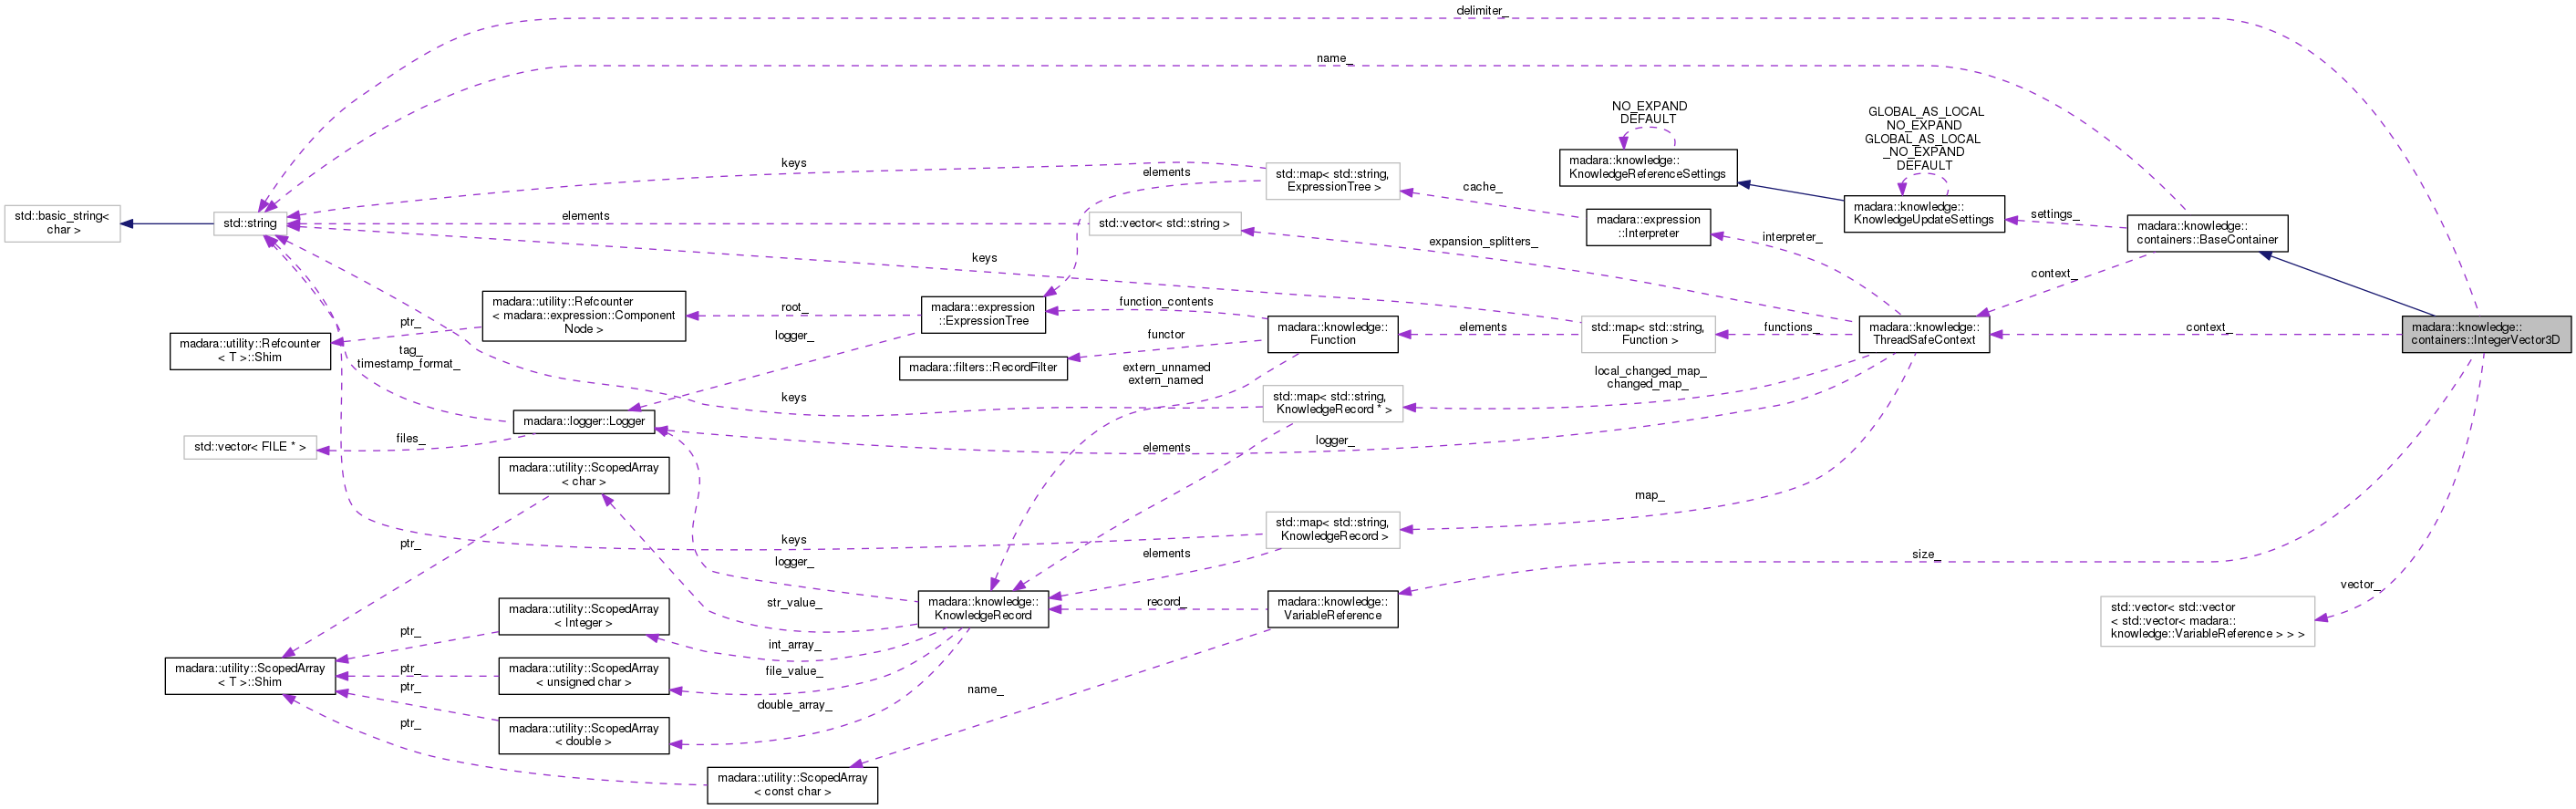 delimiter_
name_
NO_EXPAND
DEFAULT
GLOBAL_AS_LOCAL
NO_EXPAND
GLOBAL_AS_LOCAL
_NO_EXPAND
DEFAULT
madara::knowledge::
KnowledgeReferenceSettings
madara::knowledge::
KnowledgeUpdateSettings
settings_
madara::knowledge::
containers::BaseContainer
context_
madara::knowledge::
containers::IntegerVector3D
context_
keys
elements
std::map< std::string,
ExpressionTree >
cache_
madara::expression
::Interpreter
interpreter_
std::basic_string<
char >
std::string
elements
std::vector< std::string >
expansion_splitters_
keys
madara::utility::Refcounter
< T >::Shim
ptr_
madara::utility::Refcounter
< madara::expression::Component
Node >
root_
madara::expression
::ExpressionTree
function_contents
logger_
functor
madara::filters::RecordFilter
madara::knowledge::
Function
elements
std::map< std::string,
Function >
functions_
madara::knowledge::
ThreadSafeContext
tag_
timestamp_format_
extern_unnamed
extern_named
keys
std::map< std::string,
KnowledgeRecord * >
local_changed_map_
changed_map_
madara::logger::Logger
std::vector< FILE * >
files_
elements
logger_
madara::utility::ScopedArray
< char >
ptr_
map_
std::map< std::string,
KnowledgeRecord >
keys
elements
logger_
size_
vector_
str_value_
madara::knowledge::
KnowledgeRecord
record_
madara::knowledge::
VariableReference
std::vector< std::vector
< std::vector< madara::
knowledge::VariableReference > > >
madara::utility::ScopedArray
< Integer >
ptr_
int_array_
madara::utility::ScopedArray
< T >::Shim
ptr_
madara::utility::ScopedArray
< unsigned char >
file_value_
ptr_
name_
double_array_
madara::utility::ScopedArray
< double >
ptr_
madara::utility::ScopedArray
< const char >